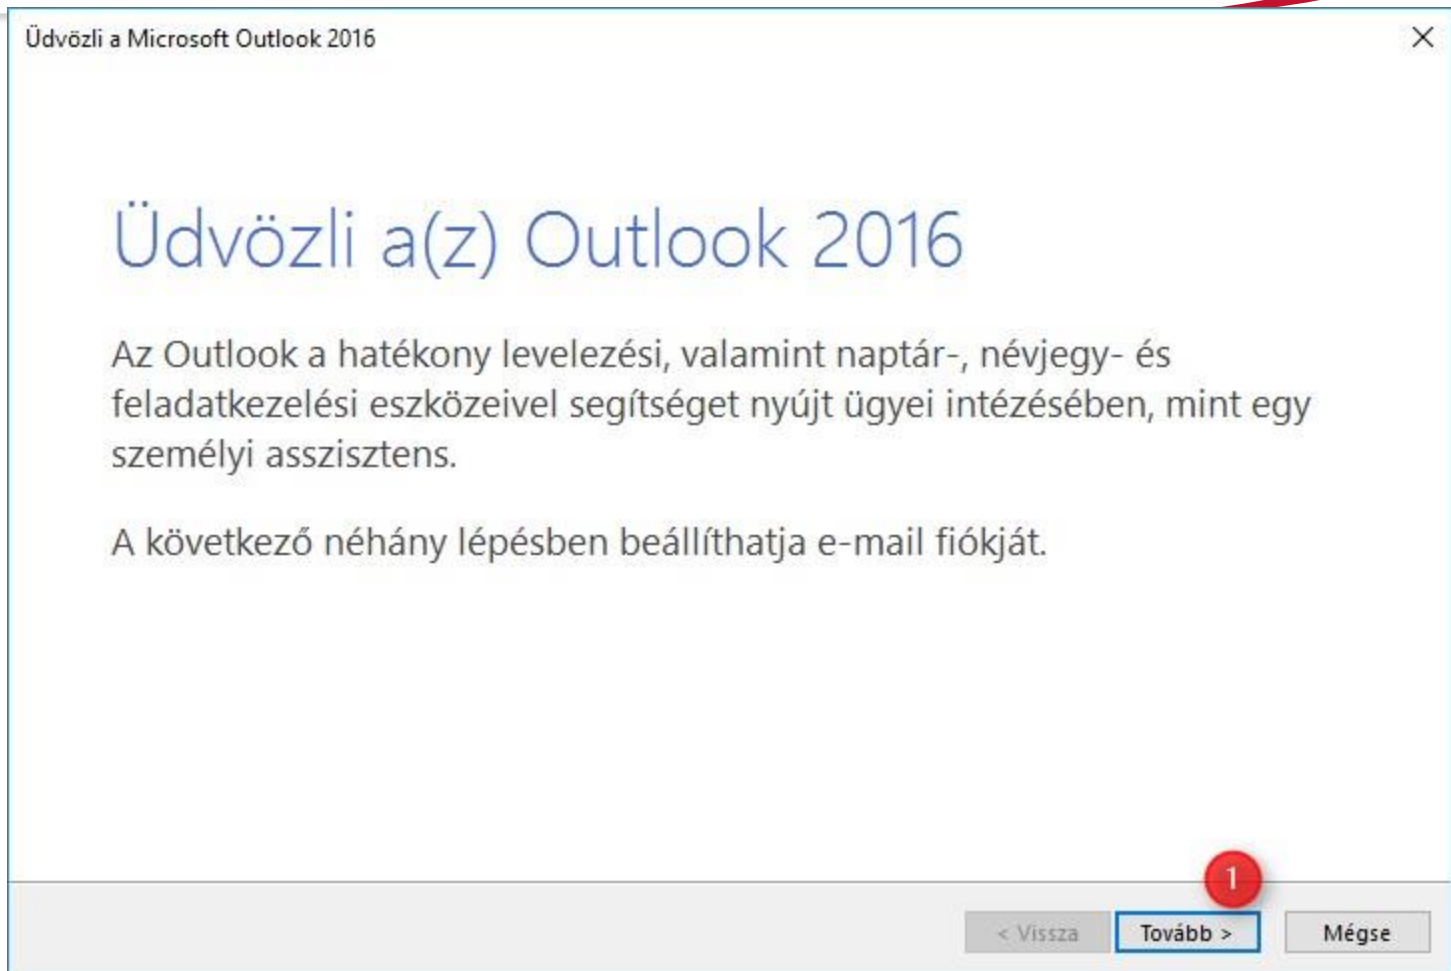 Üdvözli a Microsoft Outlook 2016
Üdvözli a(z) Outlook 2016
Az Outlook a hatékony levelezési, valamint naptár-, névjegy- és
feladatkezelési eszközeivel segítséget nyújt ügyei intézésében, mint egy
személyi asszisztens.
A következő néhány lépésben beállíthatja e-mail fiókját.
1
< Vissza Tovább > Mégse